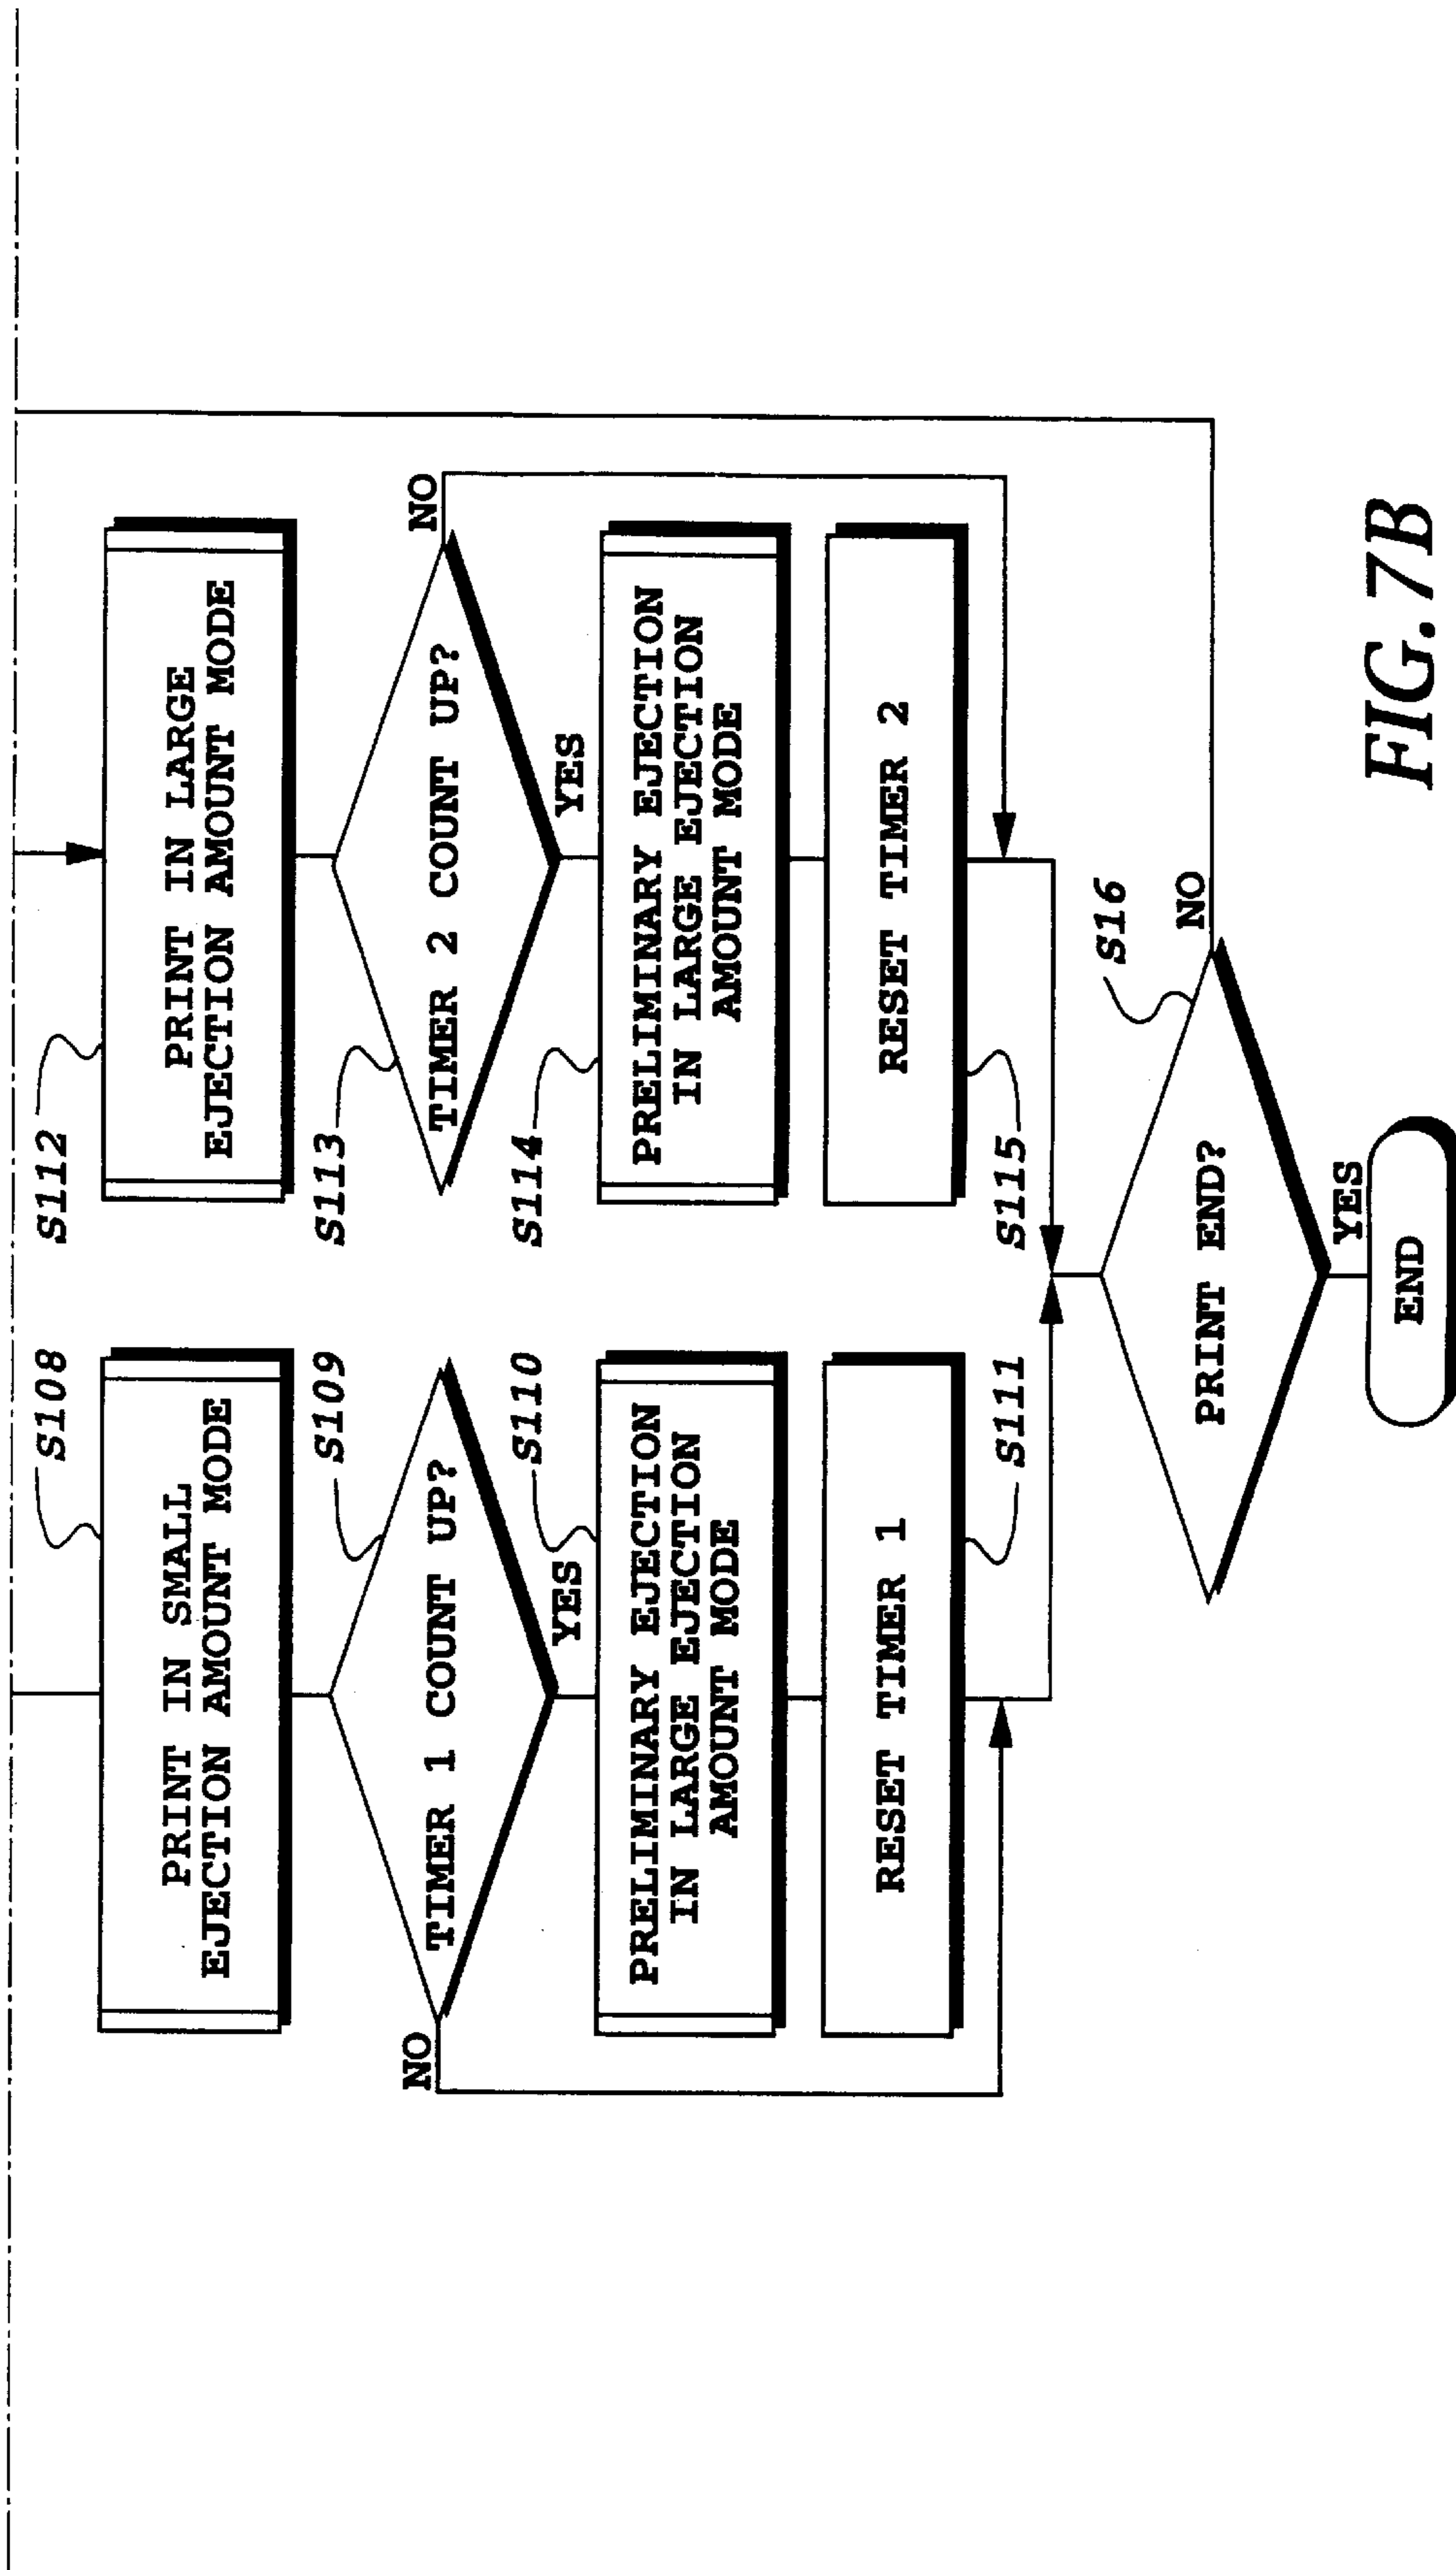 S108
PRINT IN SMALL
EJECTION AMOUNT MODE
S109
TIMER 1 COUNT UP?
NO
YES
S110
PRELIMINARY EJECTION
IN LARGE EJECTION
AMOUNT MODE
RESET TIMER 1
S111
S112
PRINT IN LARGE
EJECTION AMOUNT MODE
S113
TIMER 2 COUNT UP?
NO
YES
S114
PRELIMINARY EJECTION
IN LARGE EJECTION
AMOUNT MODE
RESET TIMER 2
S115
S16
PRINT END?
NO
YES
END
FIG.7B